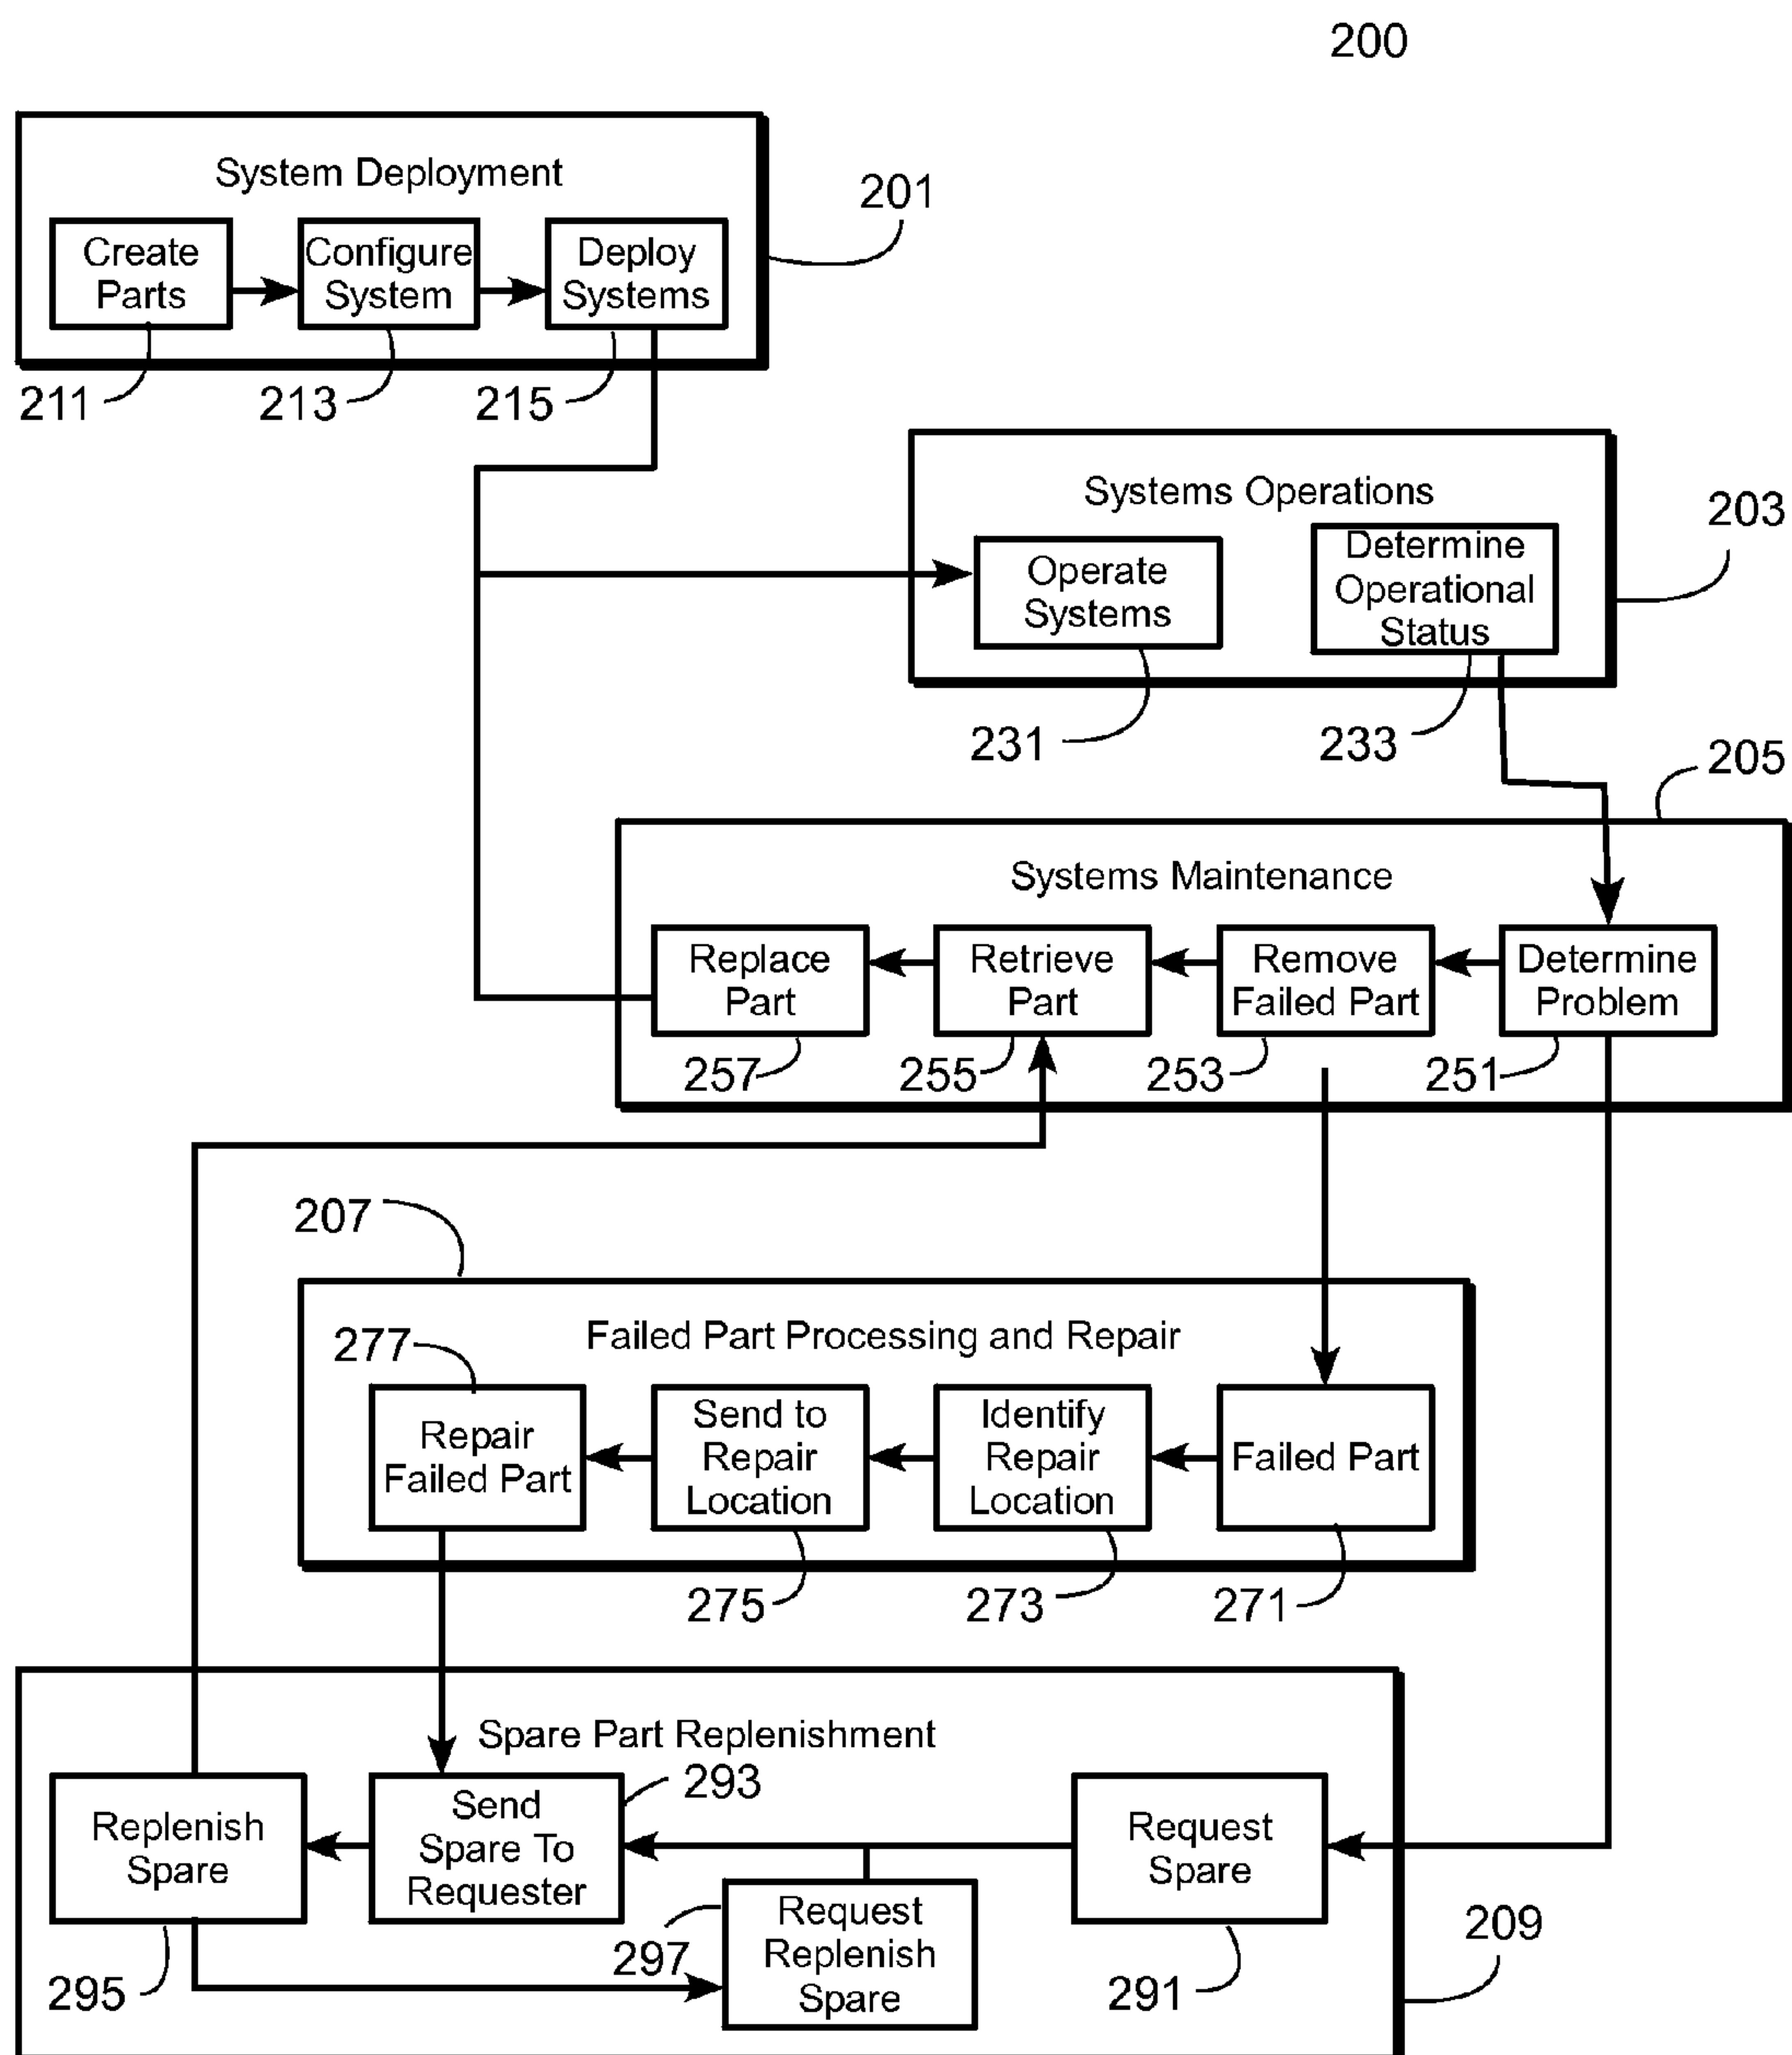 200
System Deployment
201
Create
Parts
Configure
System
Deploy
Systems
211
213
215
Systems Operations
203
Operate
Systems
Determine
Operational
Status
231
233
205
Systems Maintenance
Replace
Part
Retrieve
Part
Remove
Failed Part
Determine
Problem
257
255
253
251
207
Failed Part Processing and Repair
277
Repair
Failed Part
Send to
Repair
Location
Identify
Repair
Location
Failed Part
275
273
271
Spare Part Replenishment
293
Replenish
Spare
Send
Spare To
Requester
Request
Spare
Request
Replenish
Spare
297
295
291
209